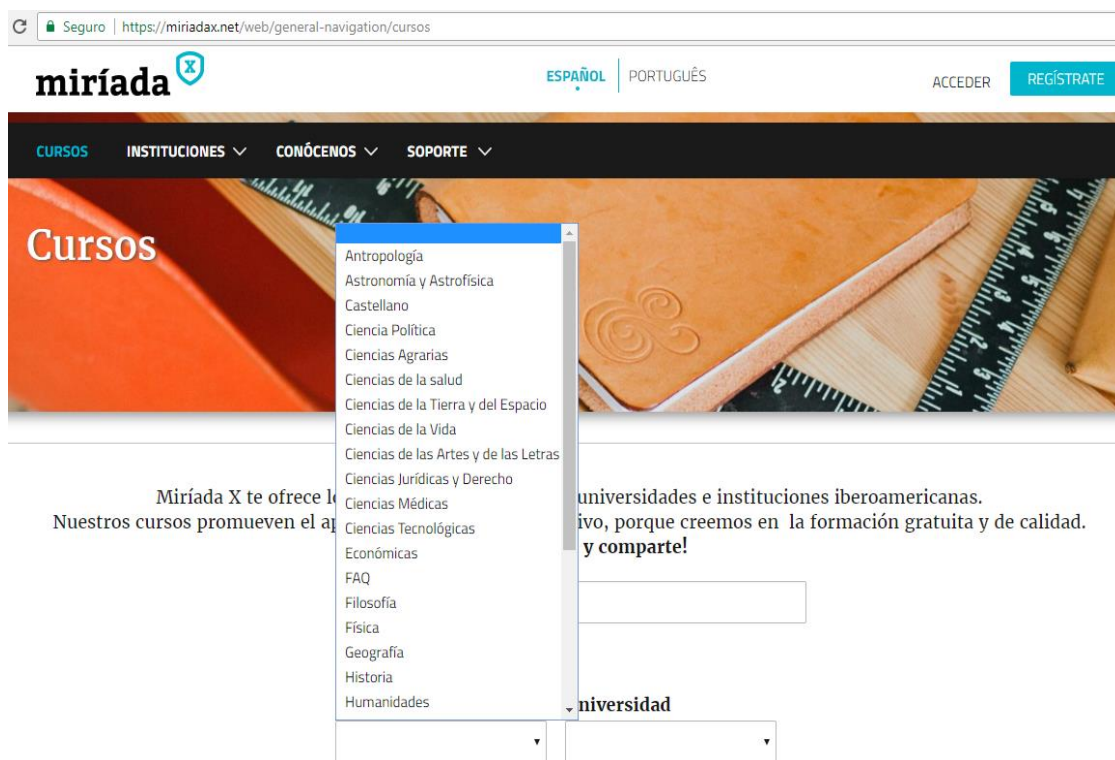 Seguro | https://miriadax.net/web/general-navigation/cursos
miríada X
ESPAÑOL PORTUGUÊS
ACCEDER REGÍSTRATE
CURSOS INSTITUCIONES CONÓCENOS SOPORTE
Cursos
Antropología
Astronomía y Astrofísica
Castellano
Ciencia Política
Ciencias Agrarias
Ciencias de la salud
Ciencias de la Tierra y del Espacio
Ciencias de la Vida
Ciencias de las Artes y de las Letras
Ciencias Jurídicas y Derecho
Ciencias Médicas
Ciencias Tecnológicas
Económicas
FAQ
Filosofía
Física
Geografía
Historia
Humanidades
Miríada X te ofrece universidades e instituciones iberoamericanas.
Nuestros cursos promueven el porque creemos en la formación gratuita y de calidad.
y comparte!